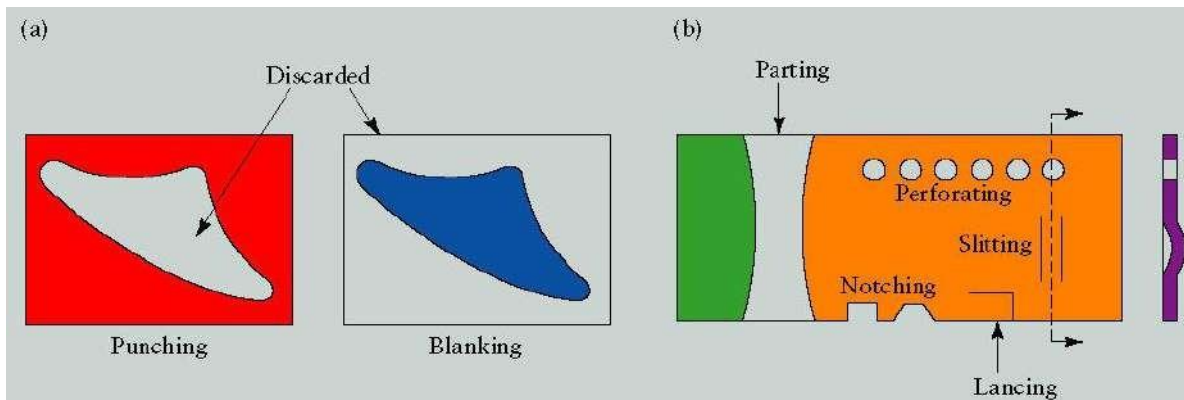 (a)
Discarded
Punching
Blanking
(b)
Parting
Perforating
Slitting
Notching
Lancing